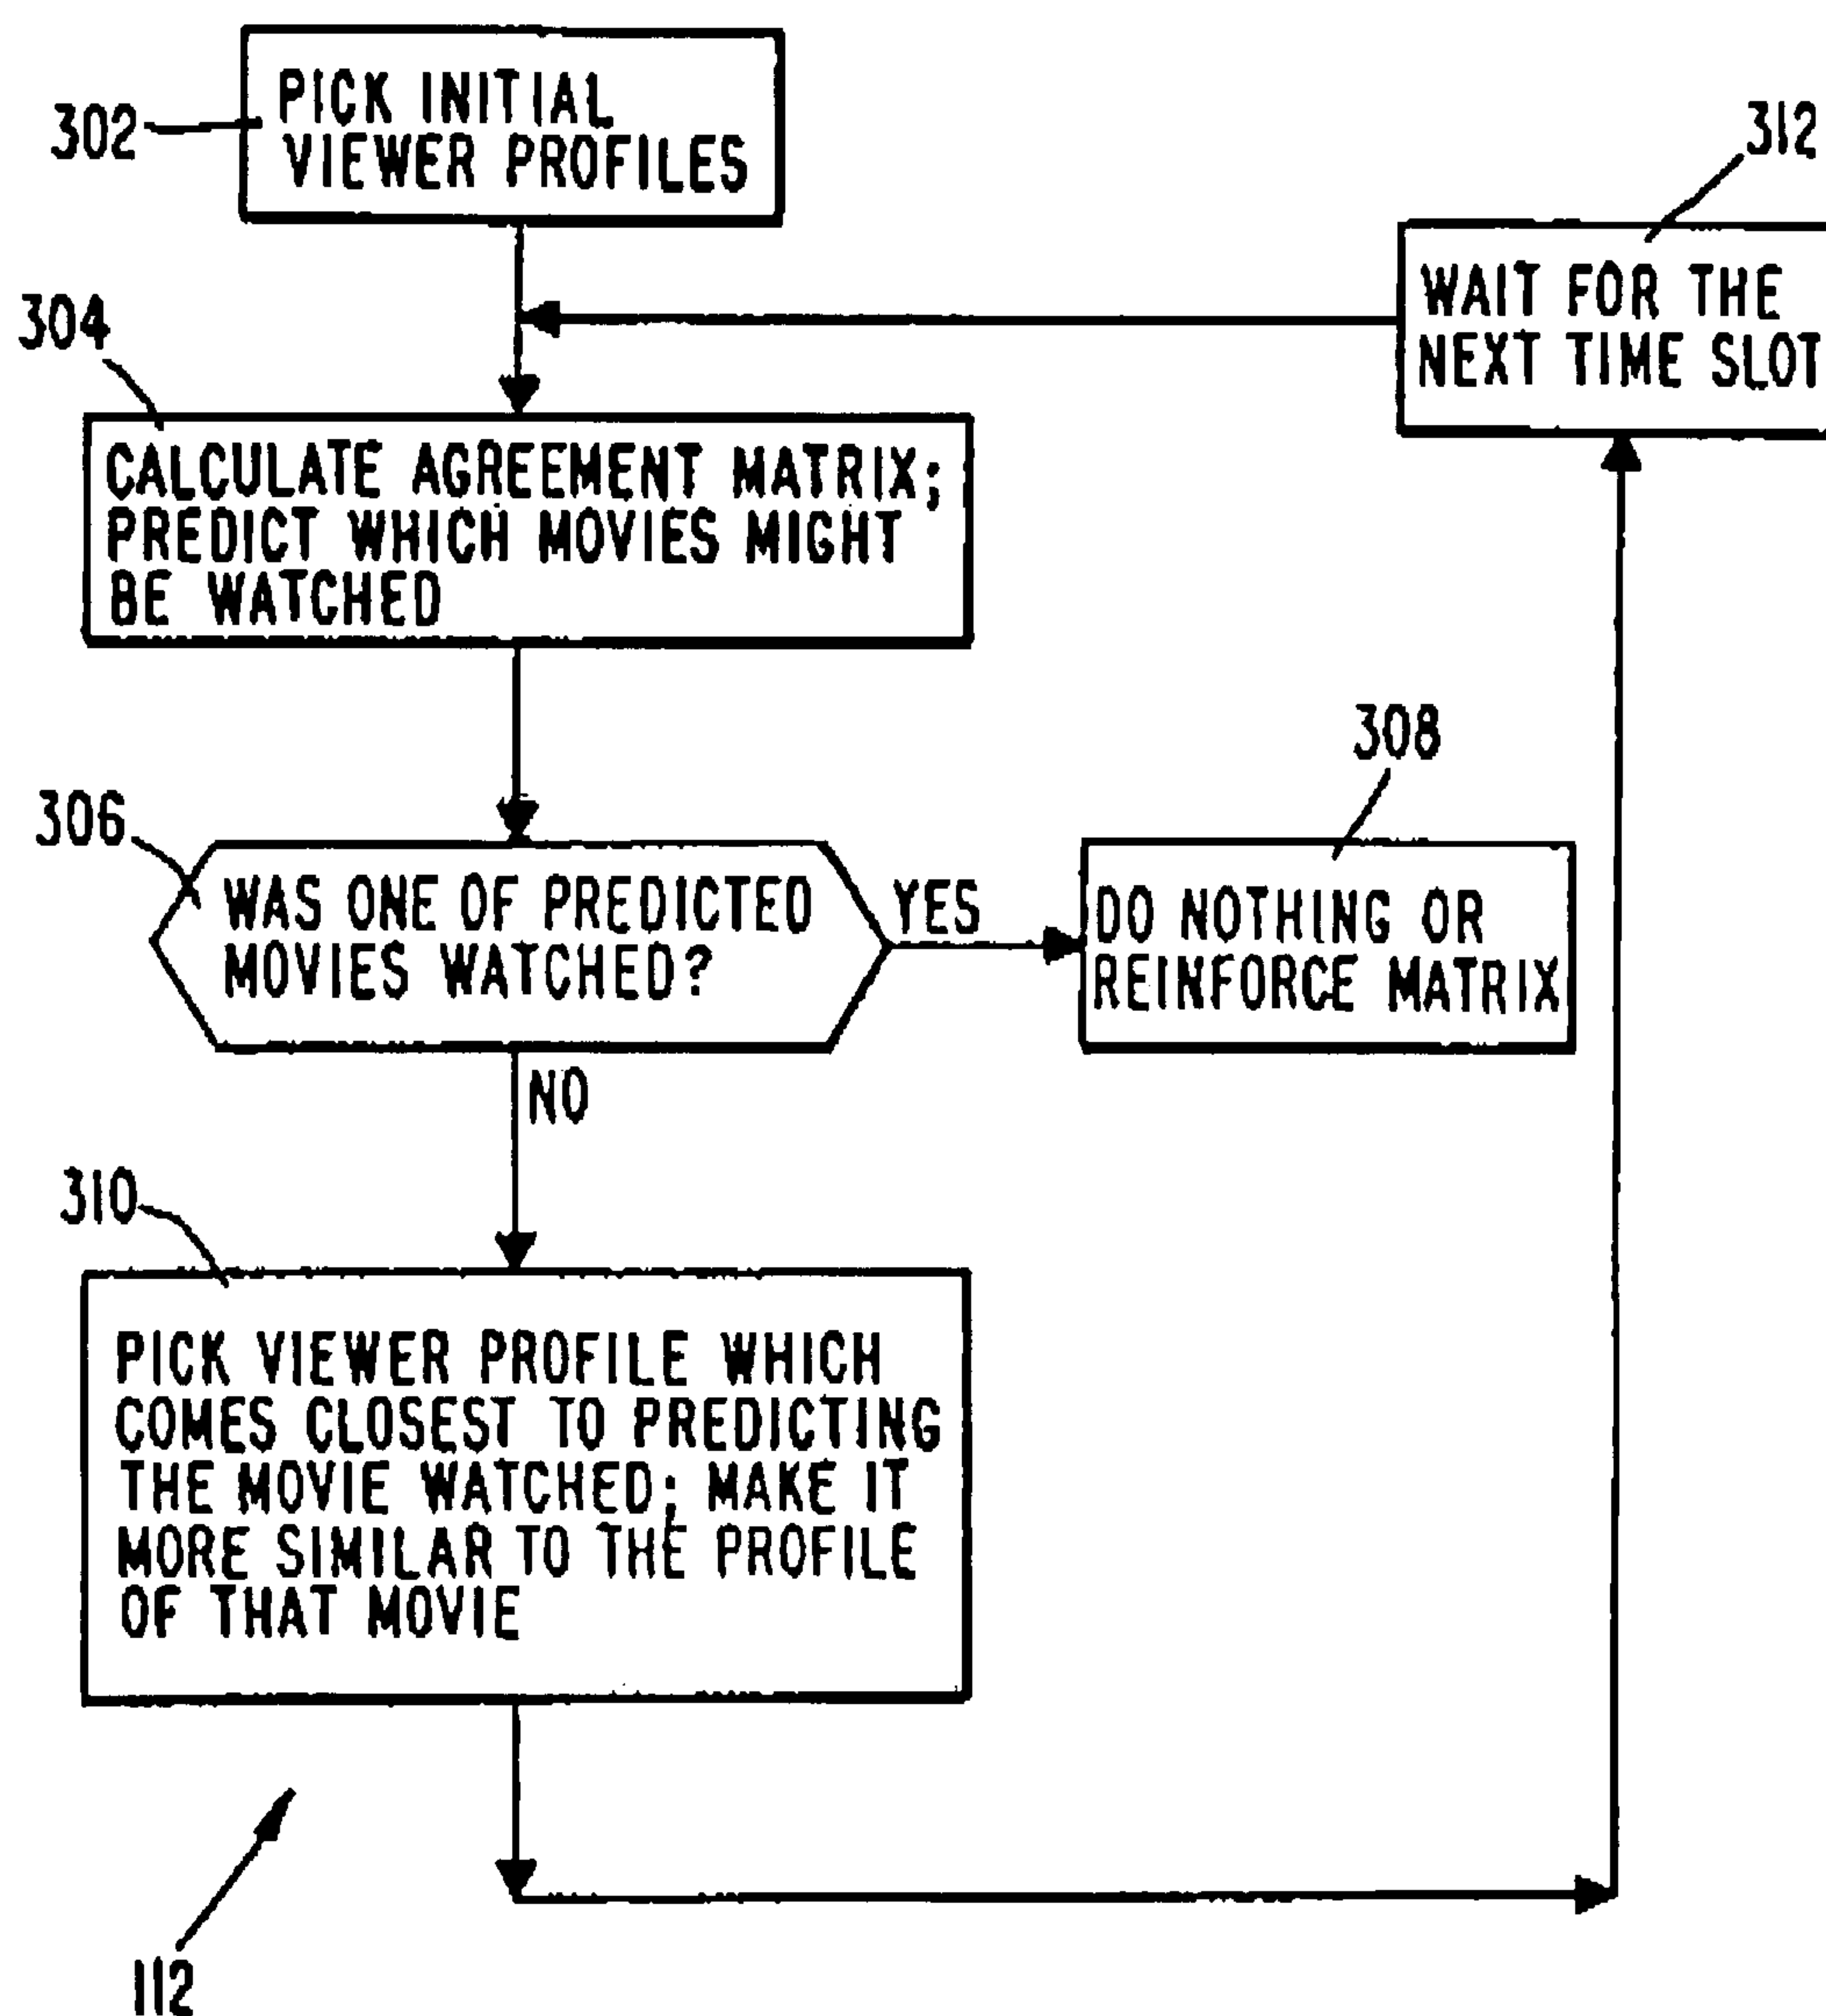 302
PICK INITIAL
VIEWER PROFILES
312
WAIT FOR THE
NEXT TIME SLOT
304
CALCULATE AGREEMENT MATRIX;
PREDICT WHICH MOVIES MIGHT
BE WATCHED
306
WAS ONE OF PREDICTED
MOVIES WATCHED?
YES
308
DO NOTHING OR
REINFORCE MATRIX
NO
310
PICK VIEWER PROFILE WHICH
COMES CLOSEST TO PREDICTING
THE MOVIE WATCHED; MAKE IT
MORE SIMILAR TO THE PROFILE
OF THAT MOVIE
112